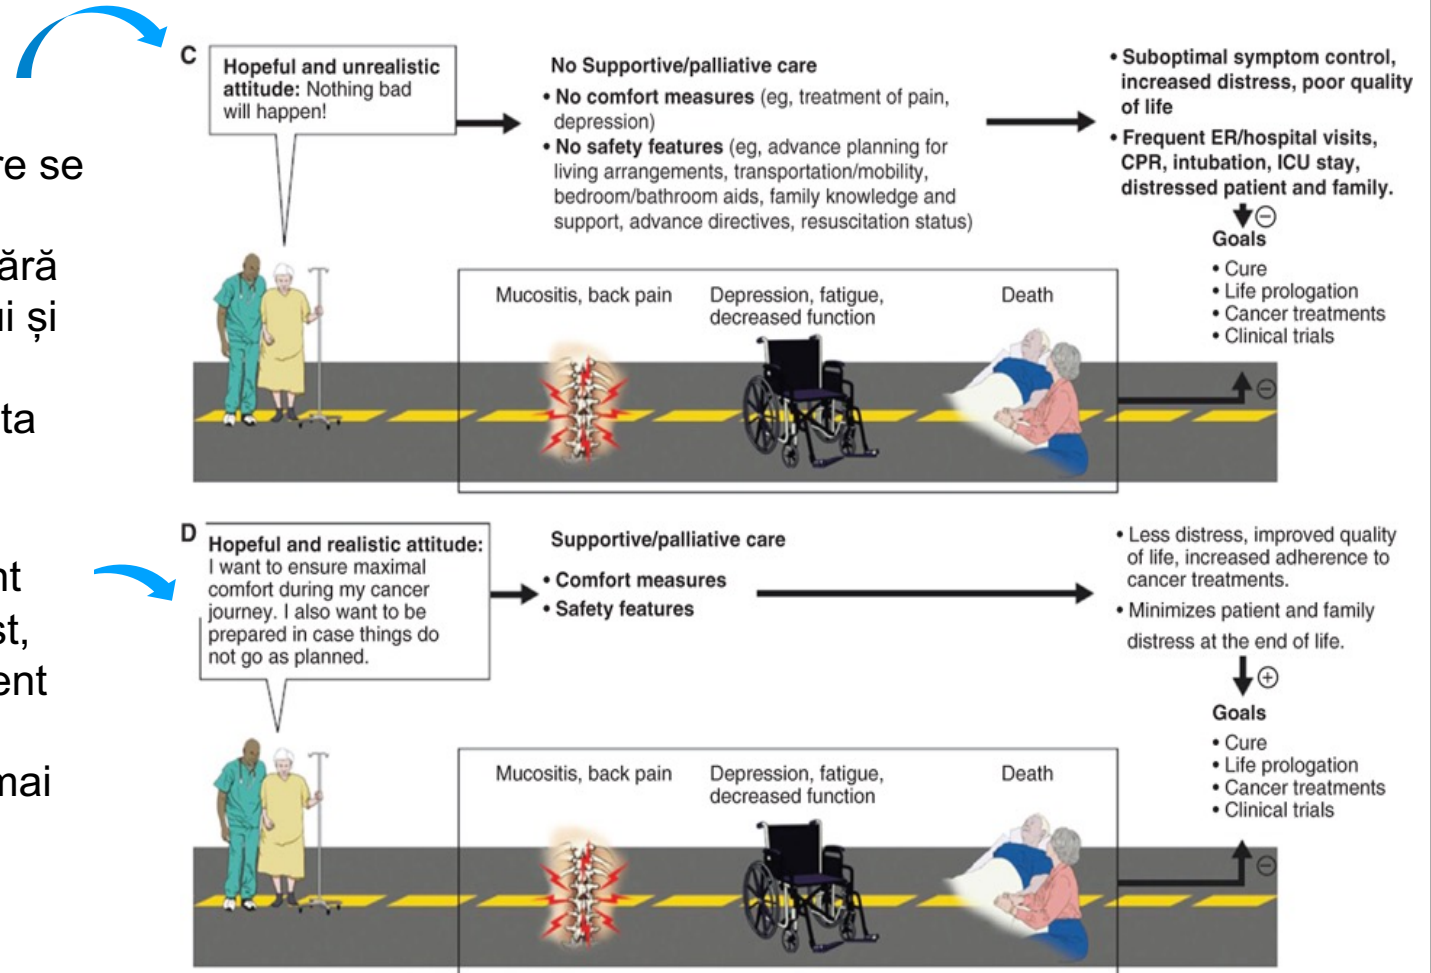 re se
ără
ui și
ta
nt
st,
ent
mai
C
Hopeful and unrealistic
attitude: Nothing bad
will happen!
No Supportive/palliative care
• No comfort measures (eg, treatment of pain,
depression)
• No safety features (eg, advance planning for
living arrangements, transportation/mobility,
bedroom/bathroom aids, family knowledge and
support, advance directives, resuscitation status)
• Suboptimal symptom control,
increased distress, poor quality
of life
• Frequent ER/hospital visits,
CPR, intubation, ICU stay,
distressed patient and family.
−
Goals
• Cure
• Life prologation
• Cancer treatments
• Clinical trials
Mucositis, back pain
Depression, fatigue,
decreased function
Death
−
D
Hopeful and realistic attitude:
I want to ensure maximal
comfort during my cancer
journey. I also want to be
prepared in case things do
not go as planned.
Supportive/palliative care
• Comfort measures
• Safety features
• Less distress, improved quality
of life, increased adherence to
cancer treatments.
• Minimizes patient and family
distress at the end of life.
+
Goals
• Cure
• Life prologation
• Cancer treatments
• Clinical trials
Mucositis, back pain
Depression, fatigue,
decreased function
Death
−